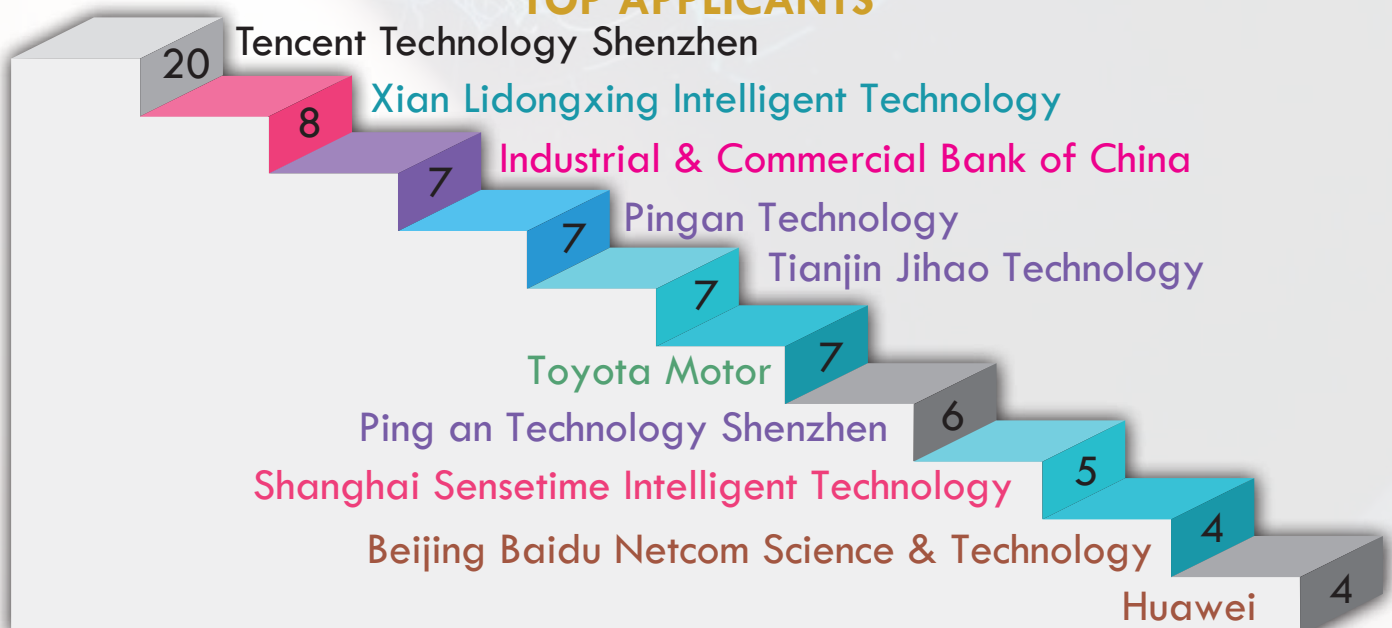 TOP APPLICANTS
20 Tencent Technology Shenzhen
8 Xian Lidongxing Intelligent Technology
7 Industrial & Commercial Bank of China
7 Pingan Technology
7 Tianjin Jihao Technology
Toyota Motor 7
Ping an Technology Shenzhen 6
Shanghai Sensetime Intelligent Technology 5
Beijing Baidu Netcom Science & Technology 4
Huawei 4